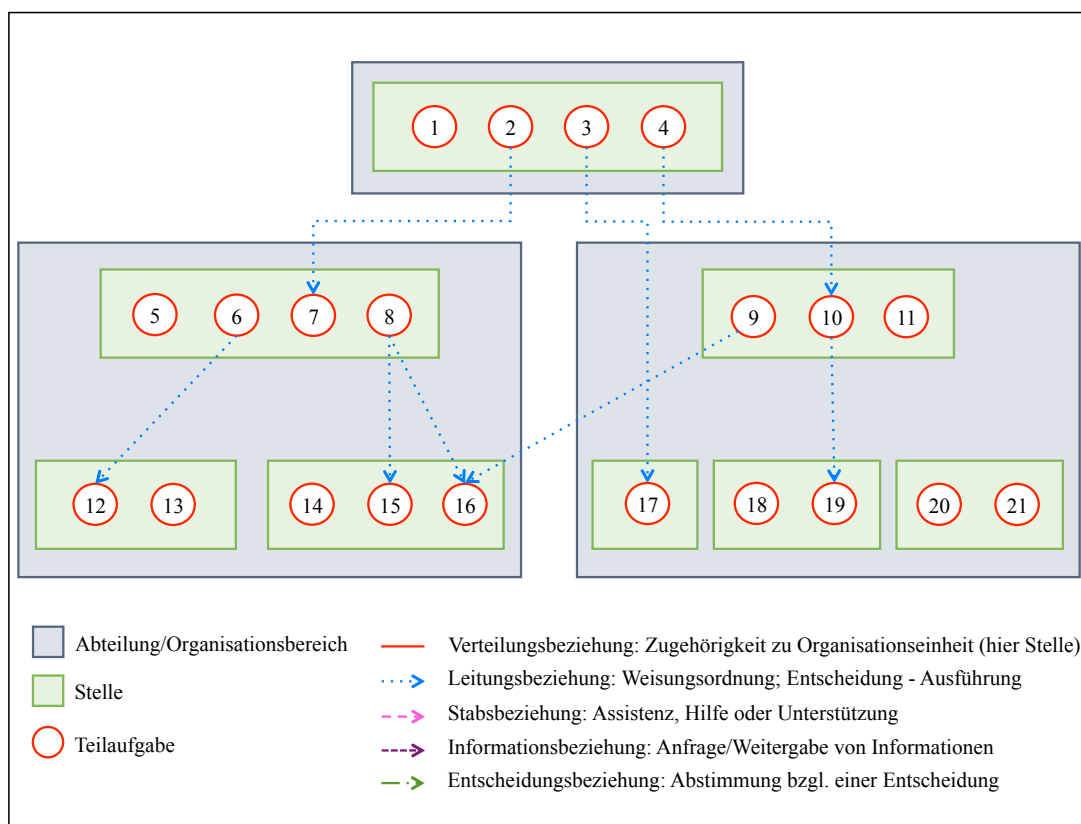 1 2 3 4
5 6 7 8 9 10 11
12 13 14 15 16 17 18 19 20 21
Abteilung/Organisationsbereich
Stelle
Teilaufgabe
Verteilungsbeziehung: Zugehörigkeit zu Organisationseinheit (hier Stelle)
Leitungsbeziehung: Weisungsordnung; Entscheidung - Ausführung
Stabsbeziehung: Assistenz, Hilfe oder Unterstützung
Informationsbeziehung: Anfrage/Weitergabe von Informationen
Entscheidungsbeziehung: Abstimmung bzgl. einer Entscheidung